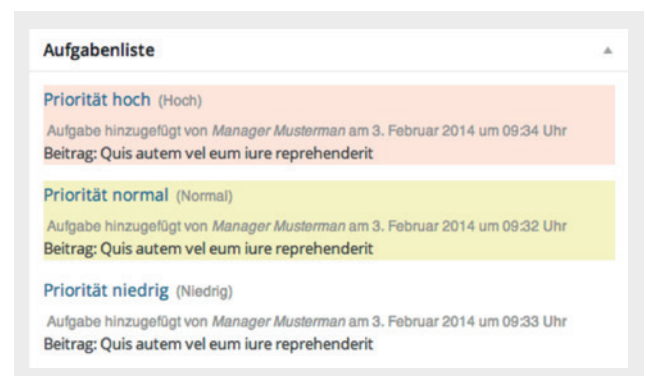 Aufgabenliste
Priorität hoch (Hoch)
Aufgabe hinzugefügt von Manager Musterman am 3. Februar 2014 um 09:34 Uhr
Beitrag: Quis autem vel eum iure reprehenderit
Priorität normal (Normal)
Aufgabe hinzugefügt von Manager Musterman am 3. Februar 2014 um 09:32 Uhr
Beitrag: Quis autem vel eum iure reprehenderit
Priorität niedrig (Niedrig)
Aufgabe hinzugefügt von Manager Musterman am 3. Februar 2014 um 09:33 Uhr
Beitrag: Quis autem vel eum iure reprehenderit